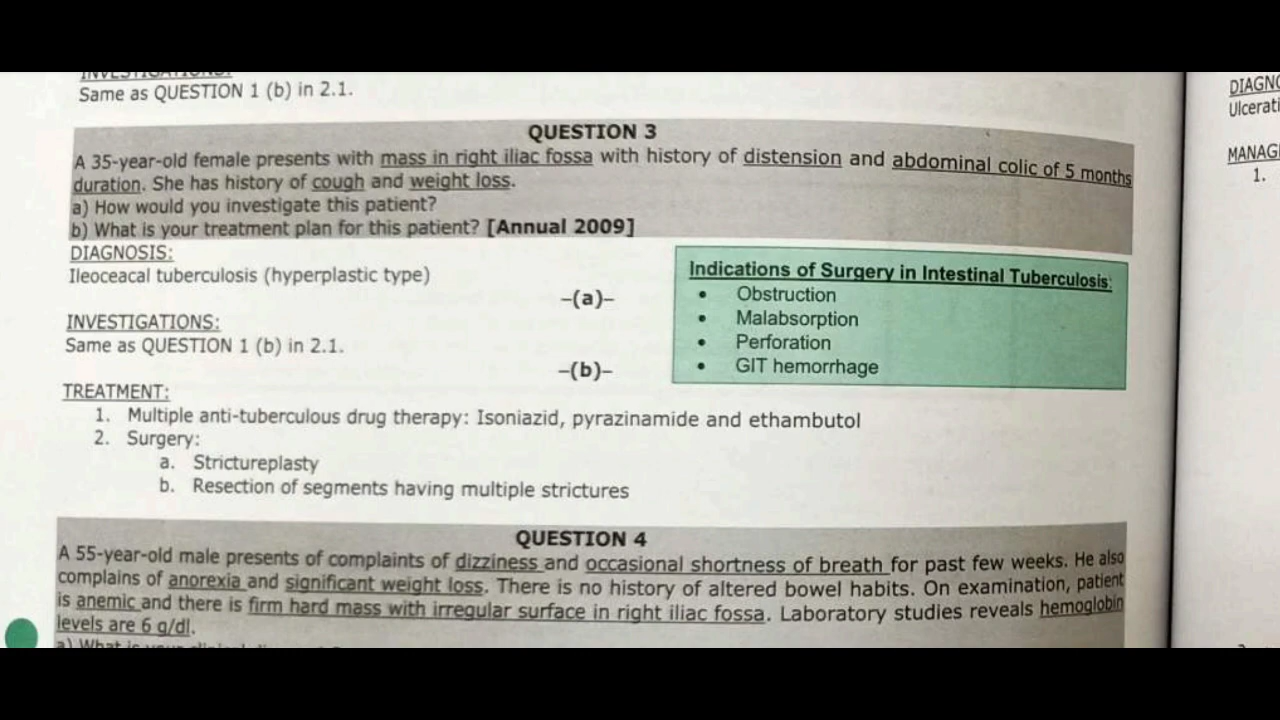 INVESTIGATIONS:
Same as QUESTION 1 (b) in 2.1.
QUESTION 3
A 35-year-old female presents with mass in right iliac fossa with history of distension and abdominal colic of 5 months
duration. She has history of cough and weight loss.
a) How would you investigate this patient?
b) What is your treatment plan for this patient? [Annual 2009]
DIAGNOSIS:
Ileoceacal tuberculosis (hyperplastic type)
–(a)–
INVESTIGATIONS:
Same as QUESTION 1 (b) in 2.1.
–(b)–
TREATMENT:
1. Multiple anti-tuberculous drug therapy: Isoniazid, pyrazinamide and ethambutol
2. Surgery:
a. Strictureplasty
b. Resection of segments having multiple strictures
Indications of Surgery in Intestinal Tuberculosis:
• Obstruction
• Malabsorption
• Perforation
• GIT hemorrhage
QUESTION 4
A 55-year-old male presents of complaints of dizziness and occasional shortness of breath for past few weeks. He also
complains of anorexia and significant weight loss. There is no history of altered bowel habits. On examination, patient
is anemic and there is firm hard mass with irregular surface in right iliac fossa. Laboratory studies reveals hemoglobin
levels are 6 g/dl.
a) What is your clinical
DIAGNO
Ulcerati
MANAG
1.